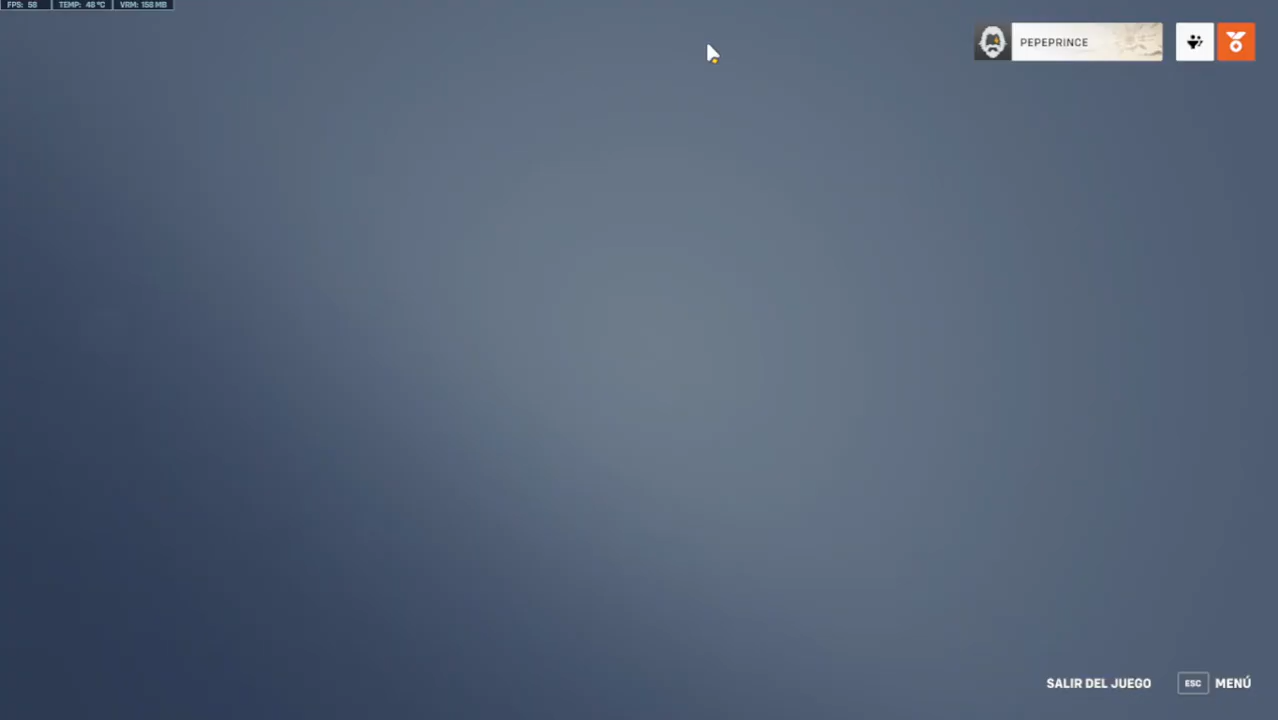 FPS: 58 TEMP: 48 °C VRM: 158 MB
PEPEPRINCE
SALIR DEL JUEGO ESC MENÚ